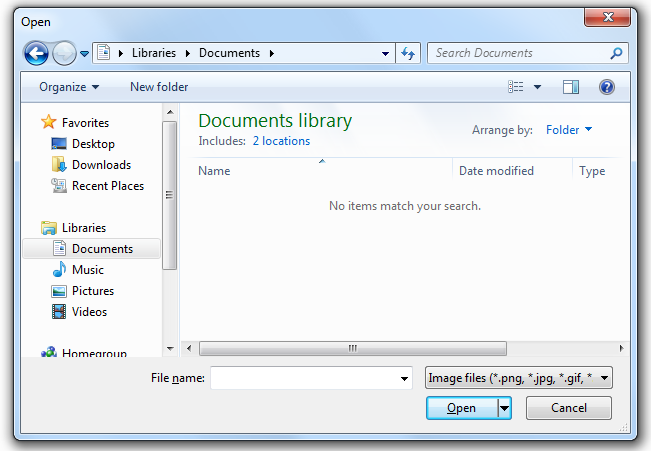 Open
Libraries Documents
Search Documents
Organize New folder
Favorites
Desktop
Downloads
Recent Places
Libraries
Documents
Music
Pictures
Videos
Homegroup
Documents library
Includes: 2 locations
Arrange by: Folder
Name Date modified Type
No items match your search.
File name:
Image files (*.png, *.jpg, *.gif, *
Open Cancel